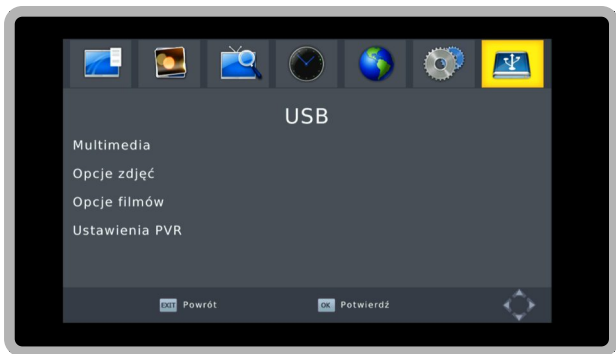 USB
Multimedia
Opcje zdjęć
Opcje filmów
Ustawienia PVR
EXIT Powrót OK Potwierdź